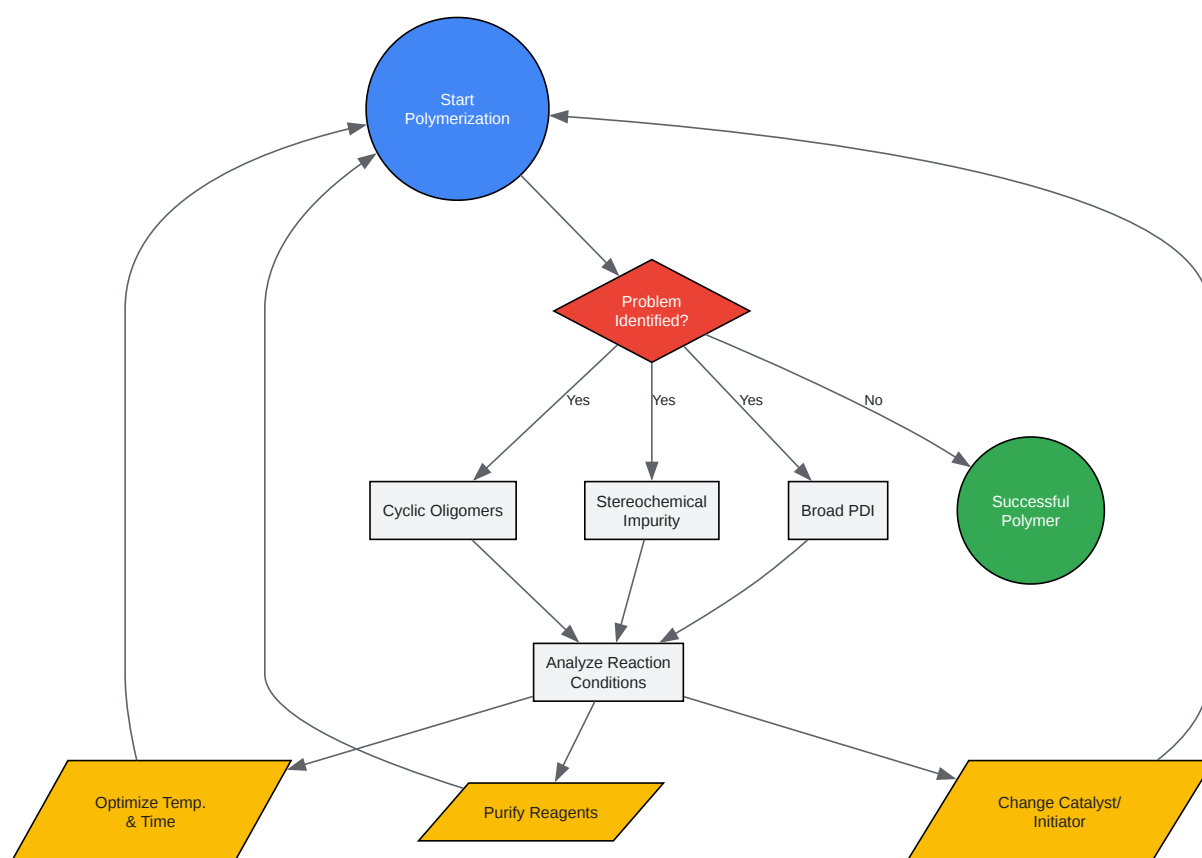 Start
Polymerization
Problem
Identified?
Yes
Yes
Yes
No
Cyclic Oligomers
Stereochemical
Impurity
Broad PDI
Successful
Polymer
Analyze Reaction
Conditions
Optimize Temp.
& Time
Purify Reagents
Change Catalyst/
Initiator